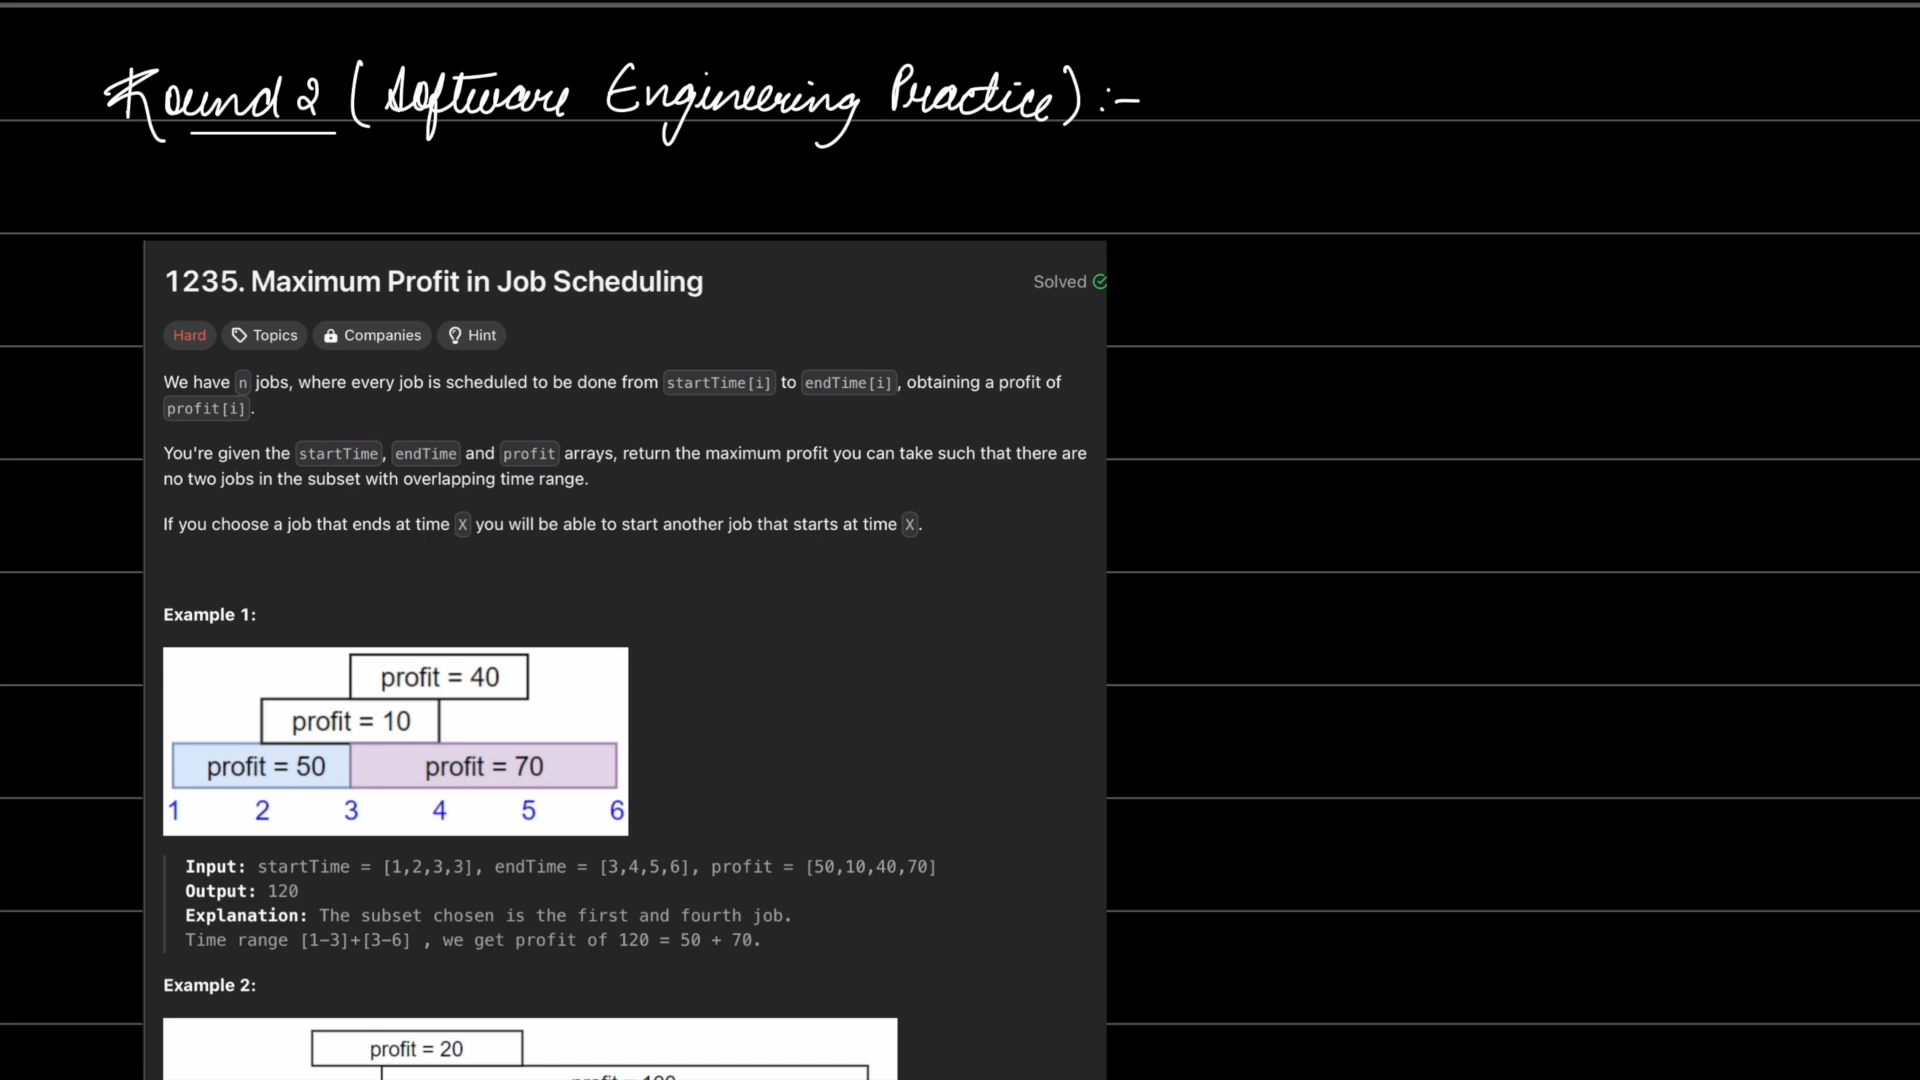 Round 2 (Software Engineering Practice) :-
1235. Maximum Profit in Job Scheduling
Solved
Hard Topics Companies Hint
We have n jobs, where every job is scheduled to be done from startTime[i] to endTime[i], obtaining a profit of
profit[i].
You're given the startTime, endTime and profit arrays, return the maximum profit you can take such that there are
no two jobs in the subset with overlapping time range.
If you choose a job that ends at time X you will be able to start another job that starts at time X.
Example 1:
profit = 40
profit = 10
profit = 50 profit = 70
1 2 3 4 5 6
Input: startTime = [1,2,3,3], endTime = [3,4,5,6], profit = [50,10,40,70]
Output: 120
Explanation: The subset chosen is the first and fourth job.
Time range [1-3]+[3-6] , we get profit of 120 = 50 + 70.
Example 2:
profit = 20